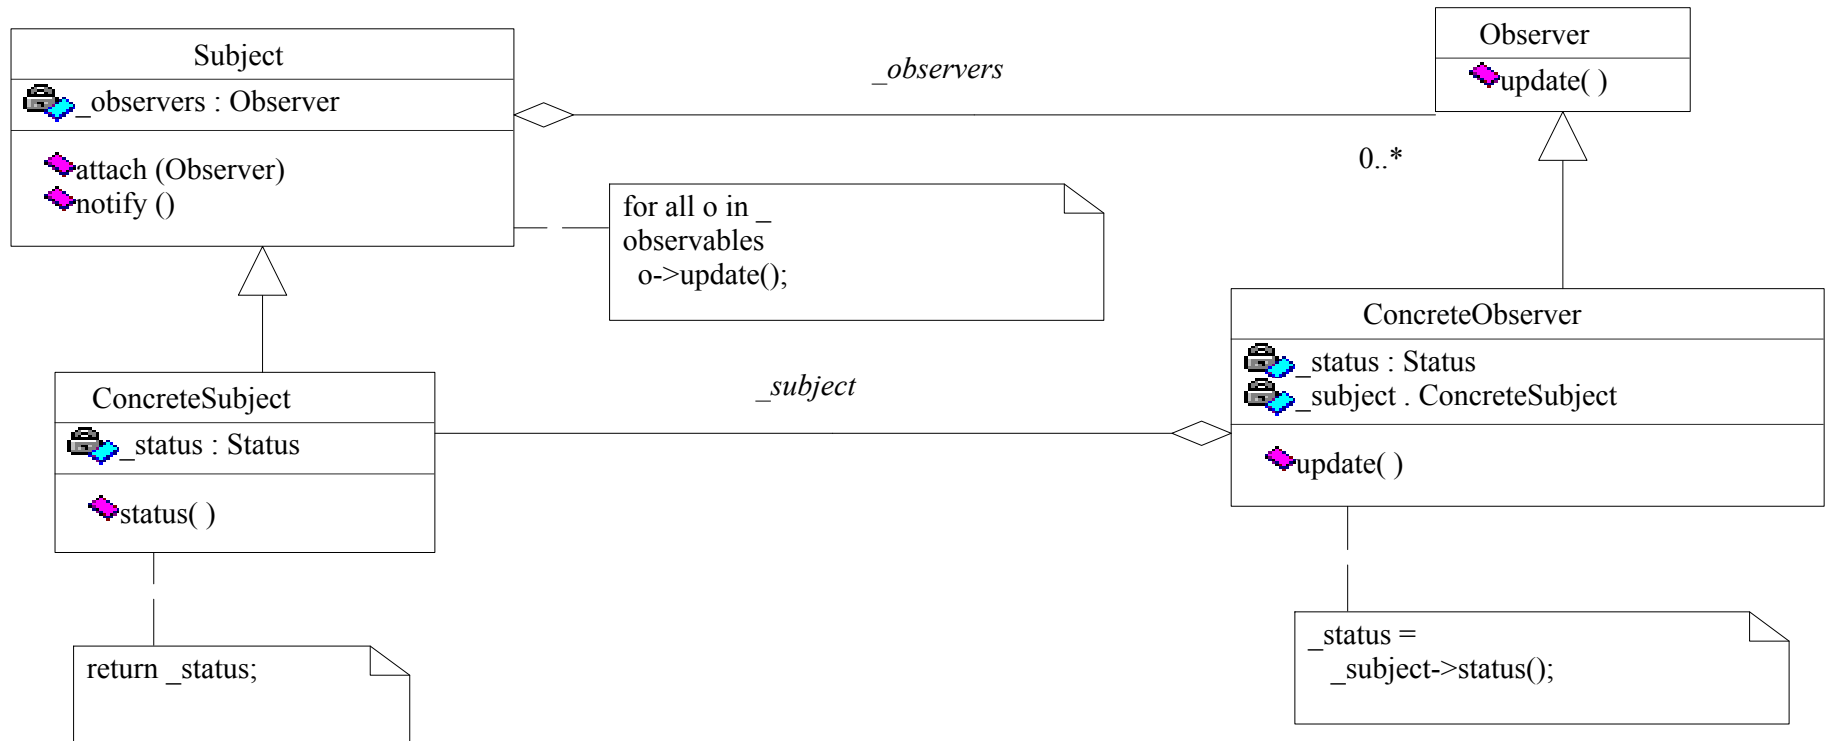 Subject
_observers : Observer
attach (Observer)
notify ()
_observers
0..*
Observer
update( )
for all o in _
observables
o->update();
ConcreteSubject
_status : Status
status( )
_subject
ConcreteObserver
_status : Status
_subject . ConcreteSubject
update( )
return _status;
_status =
_subject->status();